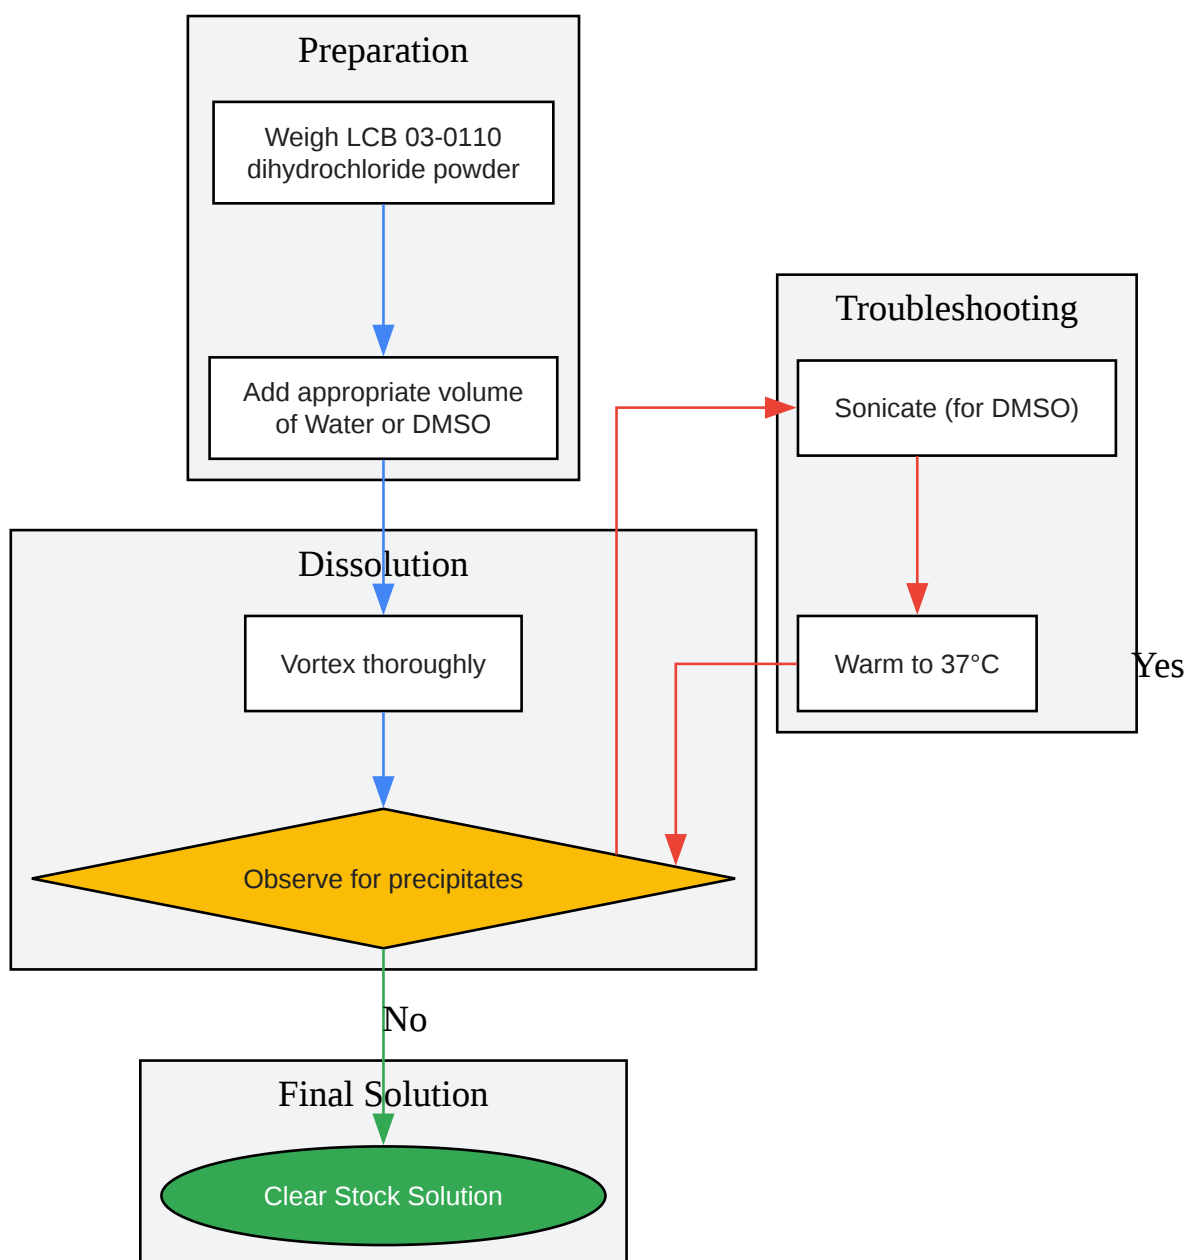 Preparation
Weigh LCB 03-0110
dihydrochloride powder
Add appropriate volume
of Water or DMSO
Troubleshooting
Sonicate (for DMSO)
Warm to 37°C
Yes
Dissolution
Vortex thoroughly
Observe for precipitates
No
Final Solution
Clear Stock Solution